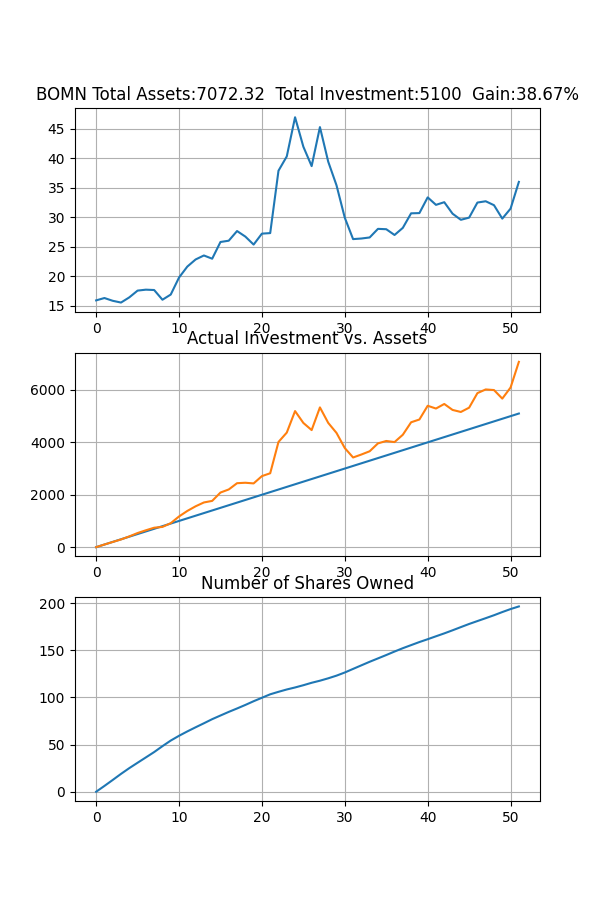 BOMN Total Assets:7072.32  Total Investment:5100  Gain:38.67%
45
40
35
30
25
20
15
0 10 20 30 40 50
Actual Investment vs. Assets
6000
4000
2000
0
0 10 20 30 40 50
Number of Shares Owned
200
150
100
50
0
0 10 20 30 40 50